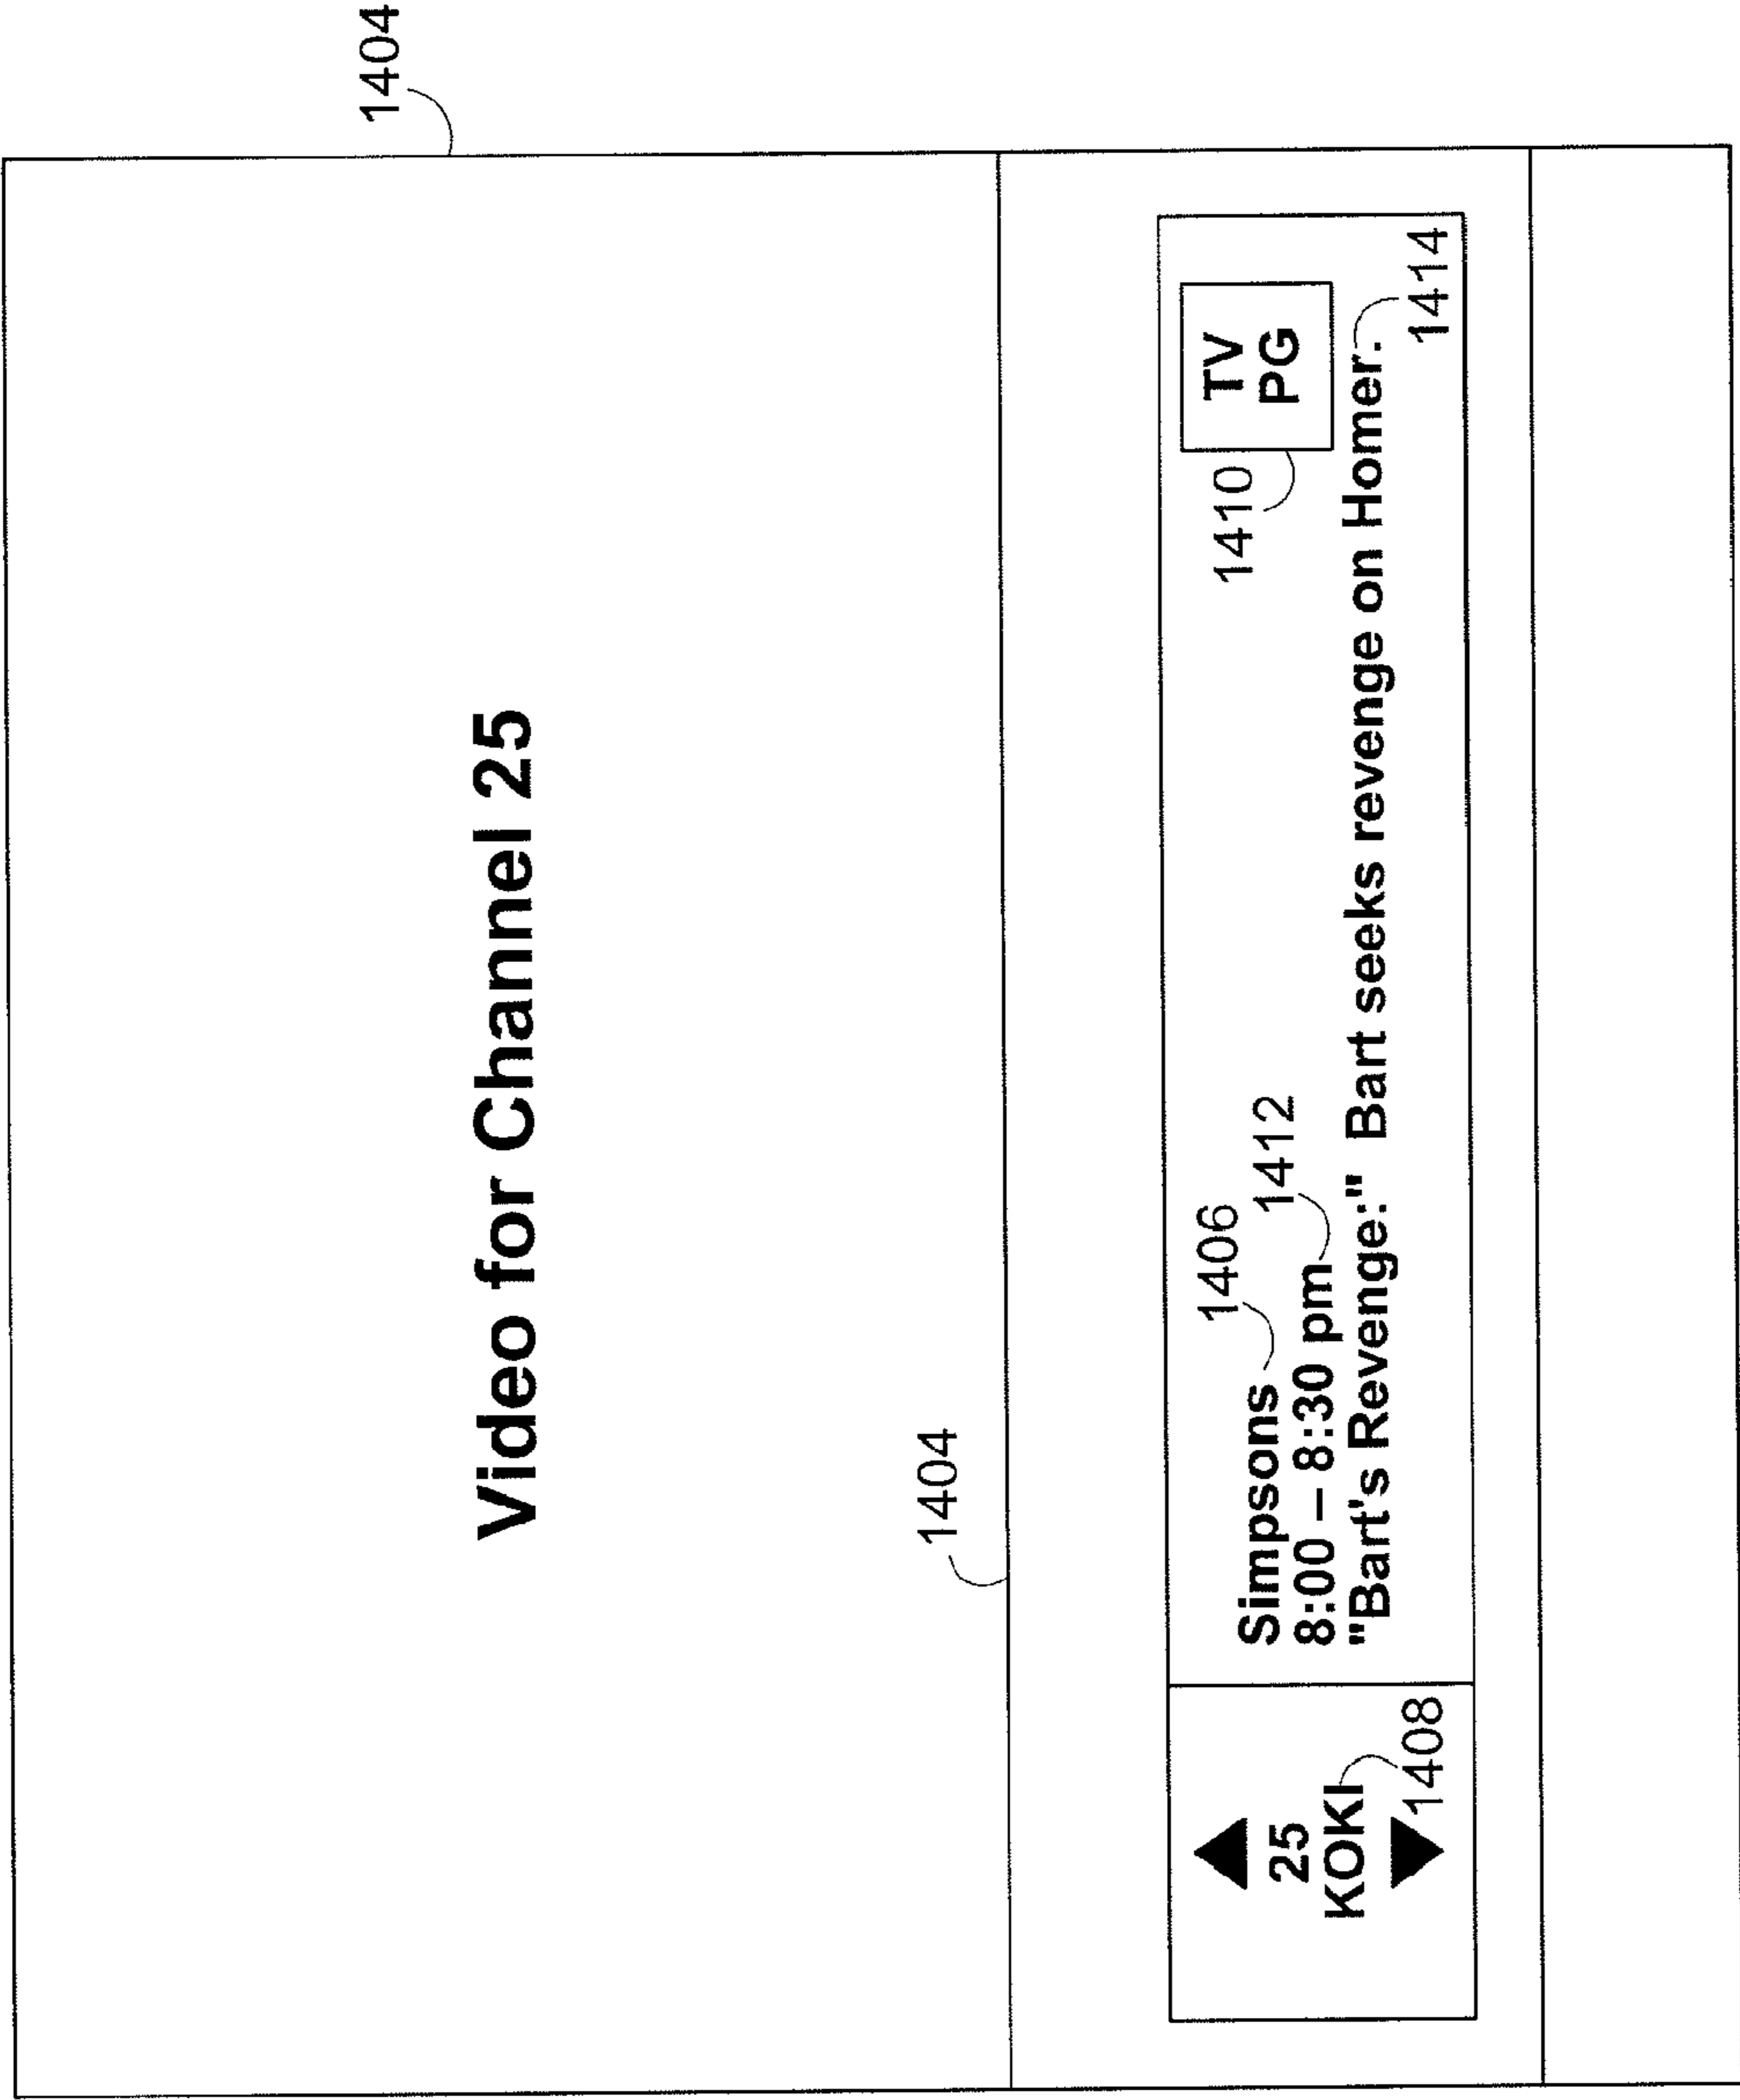 1404
Video for Channel 25
1404
25
KOKI
1408
Simpsons
1406
8:00 – 8:30 pm
1412
"Bart's Revenge:" Bart seeks revenge on Homer.
1414
TV
PG
1410